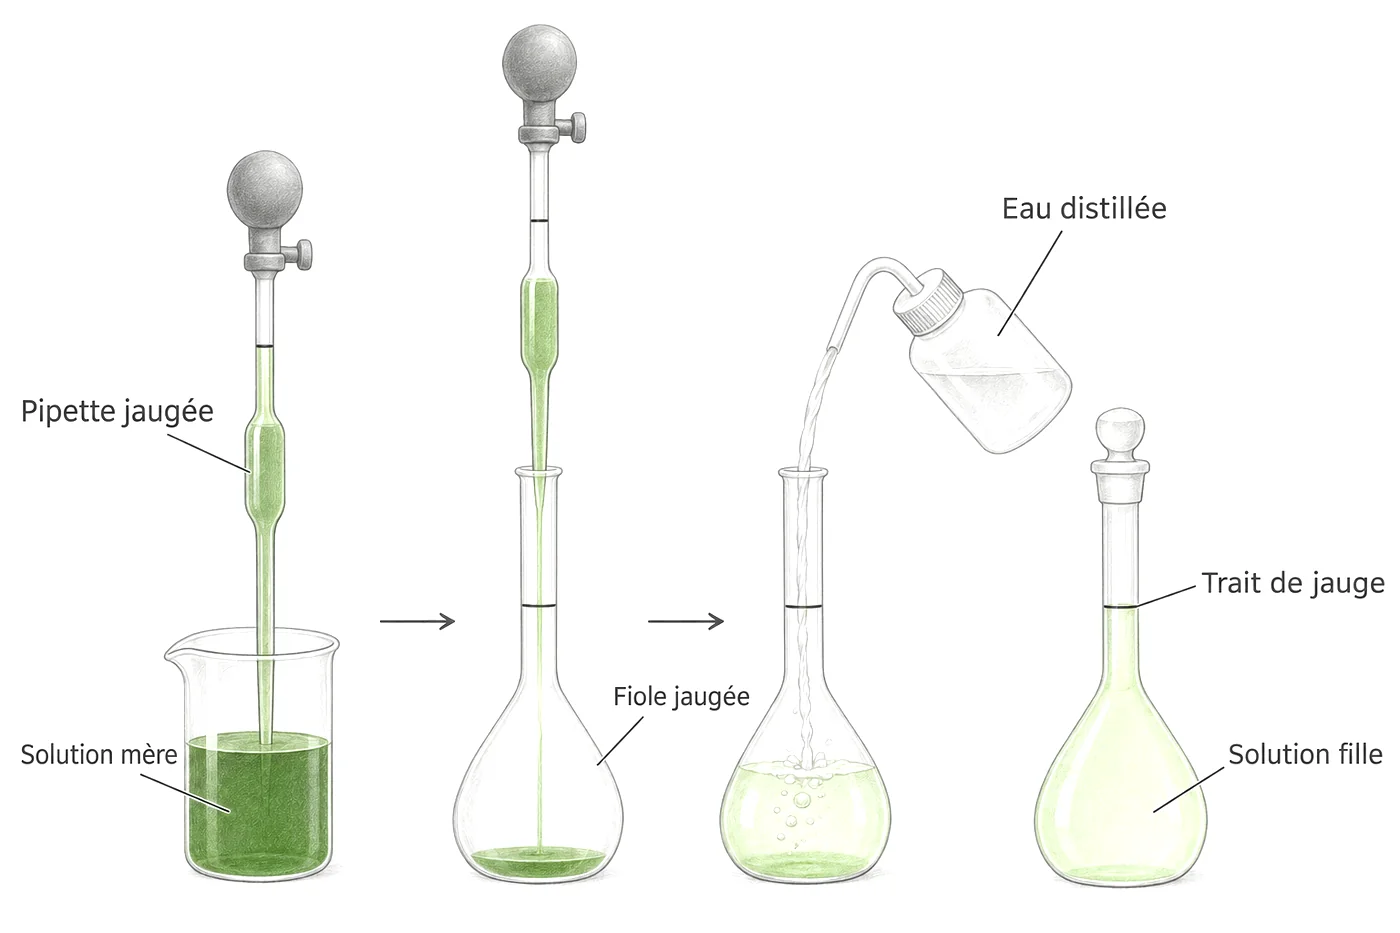 Eau distillée
Pipette jaugée
Trait de jauge
Fiole jaugée
Solution mère
Solution fille